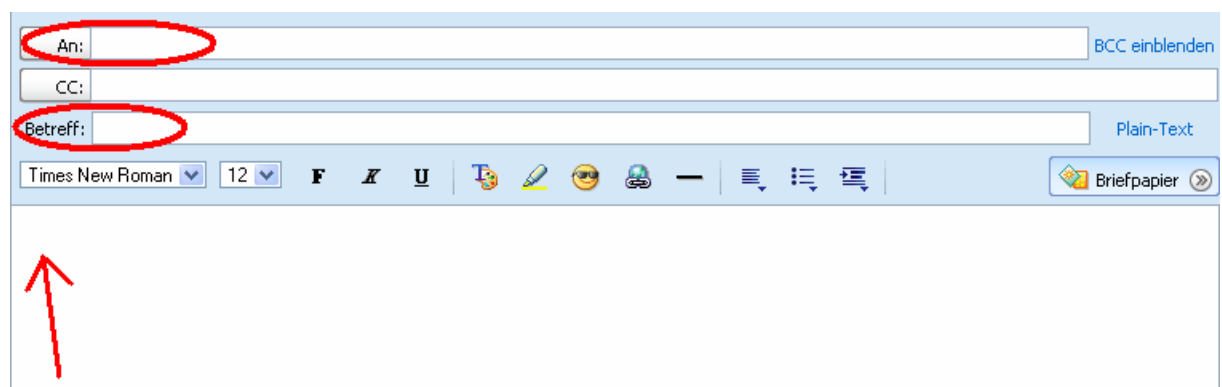 An: BCC einblenden
CC:
Betreff: Plain-Text
Times New Roman 12 F K U T Briefpapier